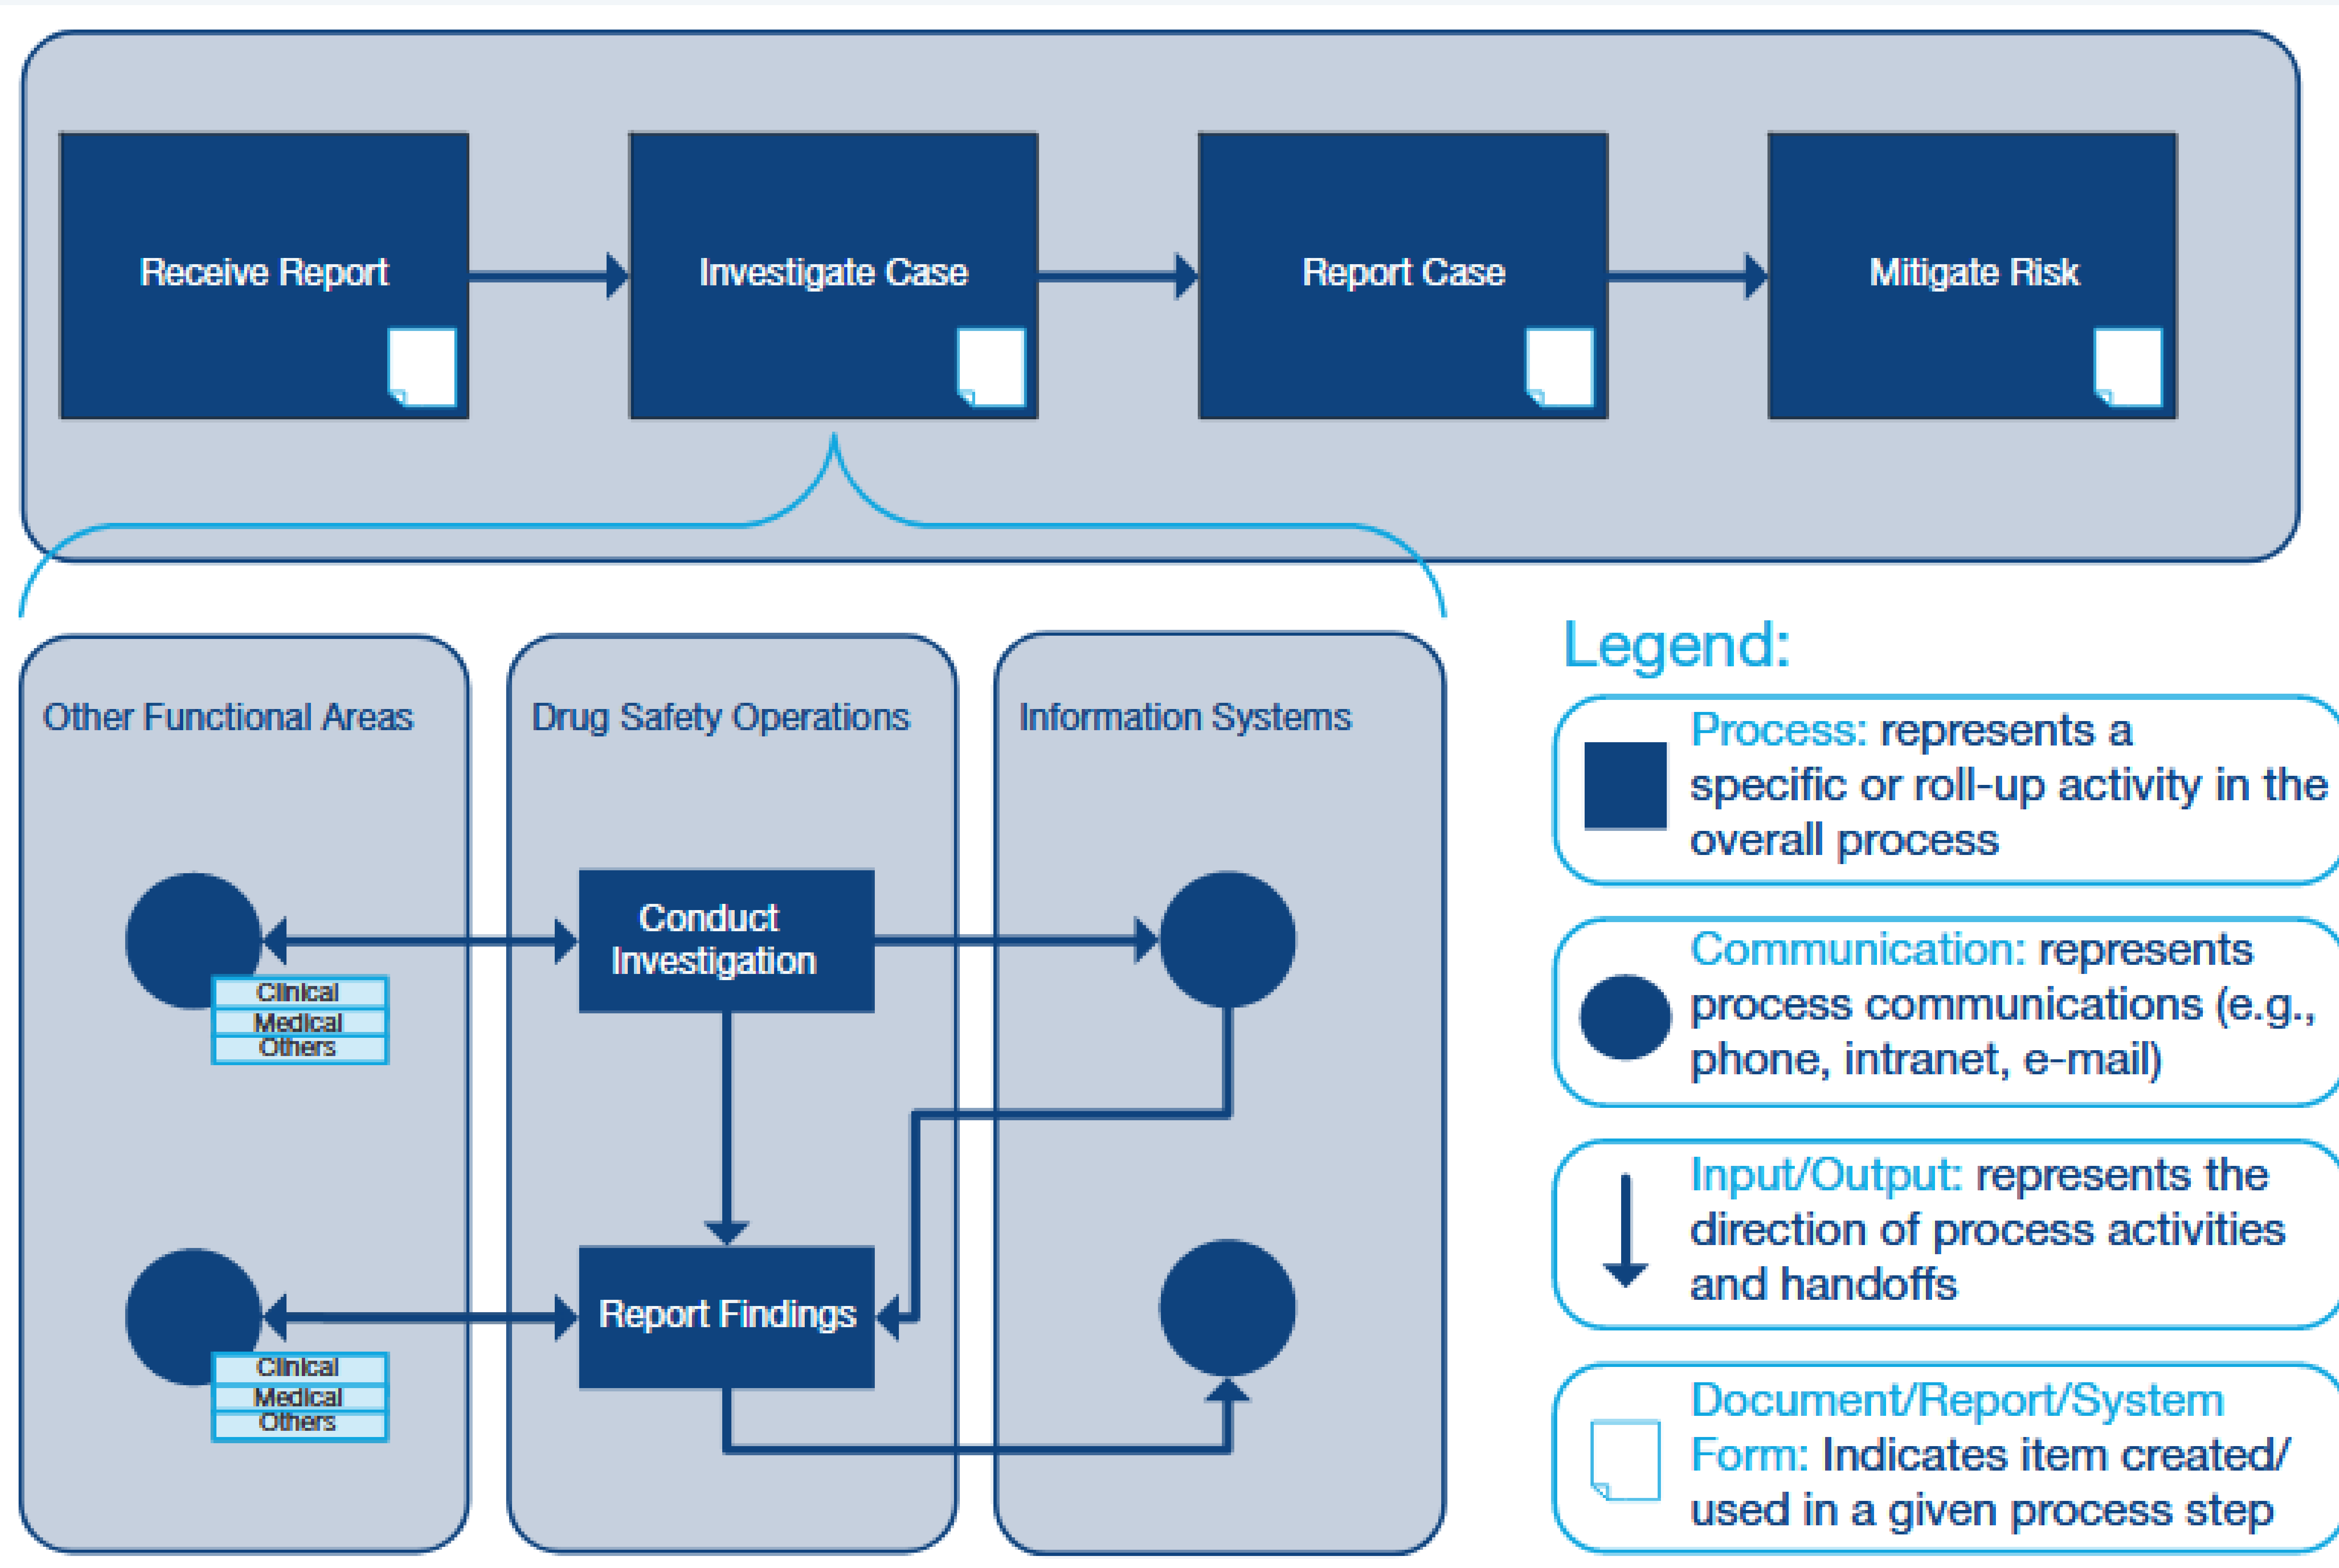 Receive Report
Investigate Case
Report Case
Mitigate Risk
Other Functional Areas
Drug Safety Operations
Information Systems
Conduct
Investigation
Clinical
Medical
Others
Report Findings
Clinical
Medical
Others
Legend:
Process: represents a
specific or roll-up activity in the
overall process
Communication: represents
process communications (e.g.,
phone, intranet, e-mail)
Input/Output: represents the
direction of process activities
and handoffs
Document/Report/System
Form: Indicates item created/
used in a given process step